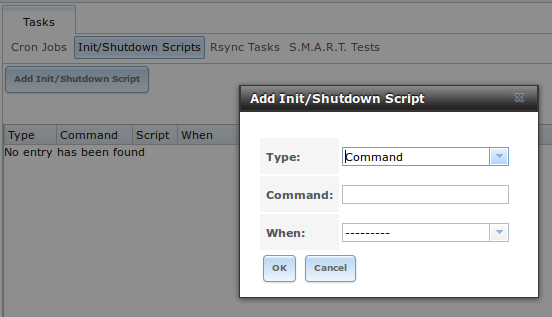 Tasks
Cron Jobs Init/Shutdown Scripts Rsync Tasks S.M.A.R.T. Tests
Add Init/Shutdown Script
Type Command Script When
No entry has been found
Add Init/Shutdown Script
Type: Command
Command:
When: ---------
OK Cancel